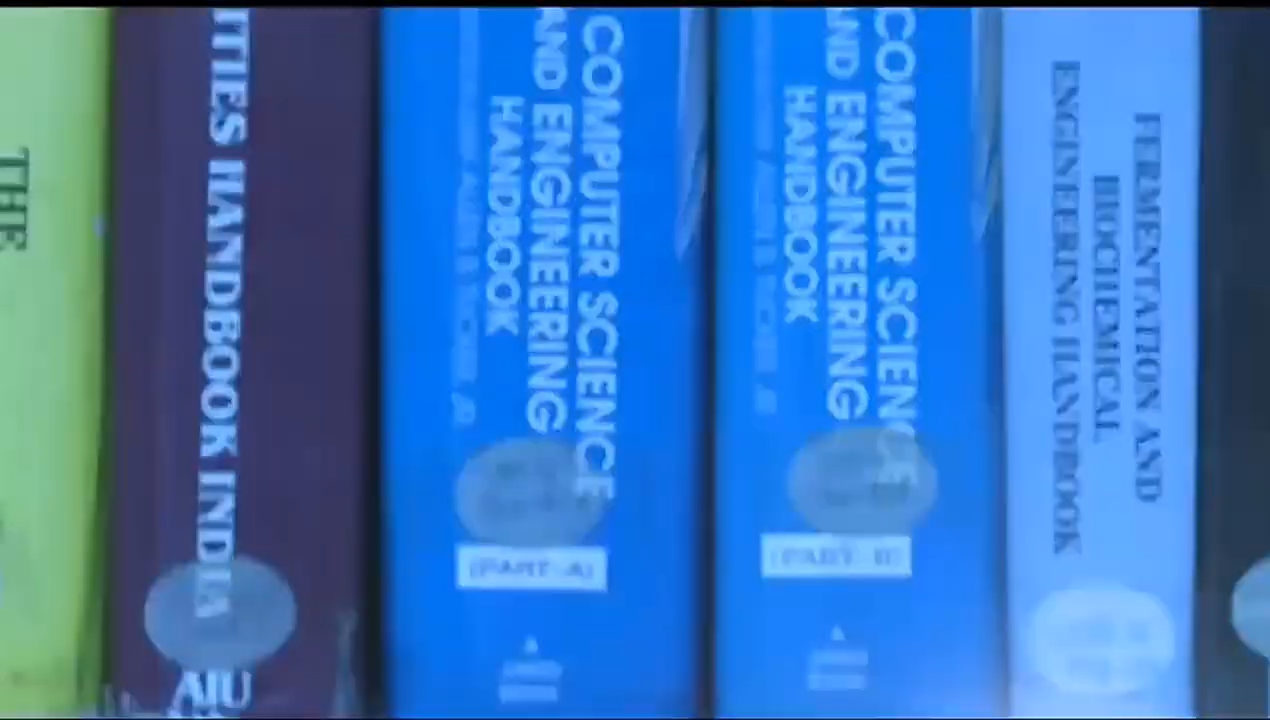 THE
ITIES HANDBOOK INDIA
AIU
COMPUTER SCIENCE
AND ENGINEERING
HANDBOOK
(PART-A)
COMPUTER SCIENCE
AND ENGINEERING
HANDBOOK
(PART-B)
FERMENTATION AND
BIOCHEMICAL
ENGINEERING HANDBOOK